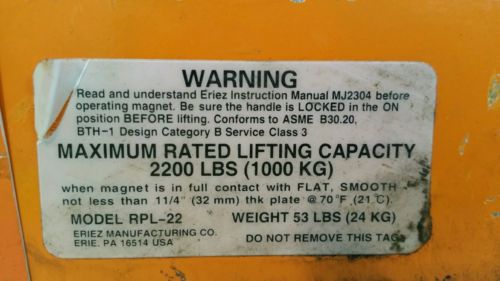 WARNING
Read and understand Eriez Instruction Manual MJ2304 before
operating magnet. Be sure the handle is LOCKED in the ON
position BEFORE lifting. Conforms to ASME B30.20,
BTH-1 Design Category B Service Class 3
MAXIMUM RATED LIFTING CAPACITY
2200 LBS (1000 KG)
when magnet is in full contact with FLAT, SMOOTH
not less than 11/4" (32 mm) thk plate @ 70°F (21°C).
MODEL RPL-22 WEIGHT 53 LBS (24 KG)
ERIEZ MANUFACTURING CO.
ERIE, PA 16514 USA DO NOT REMOVE THIS TAG